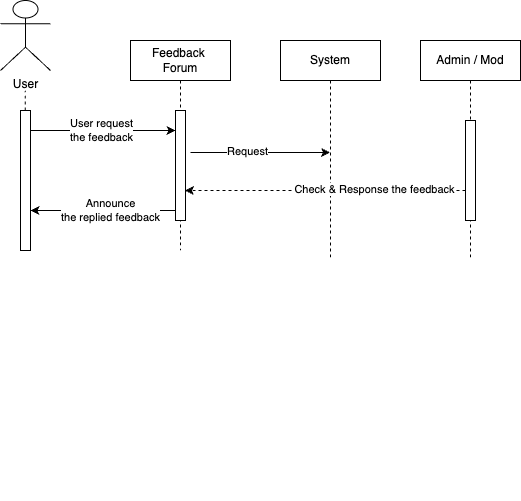 User
Feedback
Forum
System
Admin / Mod
User request
the feedback
Request
Check & Response the feedback
Announce
the replied feedback